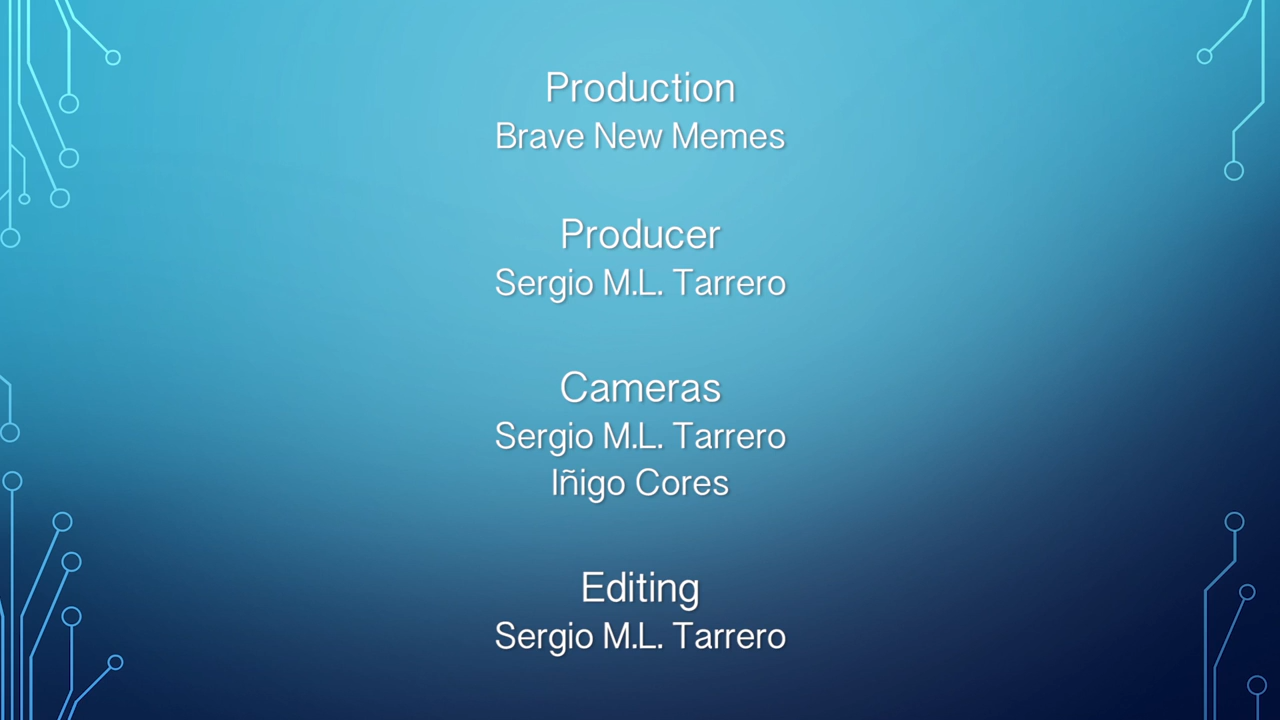 Production
Brave New Memes
Producer
Sergio M.L. Tarrero
Cameras
Sergio M.L. Tarrero
Iñigo Cores
Editing
Sergio M.L. Tarrero